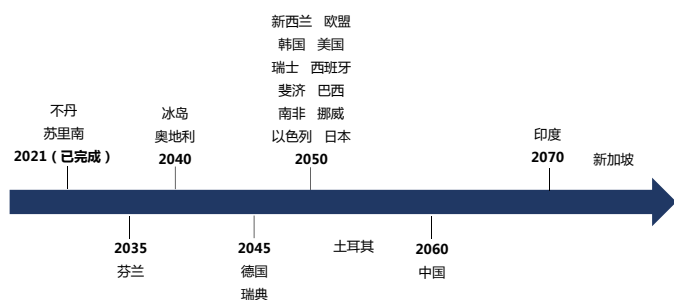 新西兰 欧盟
韩国 美国
瑞士 西班牙
斐济 巴西
南非 挪威
以色列 日本
2050
不丹
苏里南
2021（已完成）
冰岛
奥地利
2040
印度
2070
新加坡
2035
芬兰
2045
德国
瑞典
土耳其
2060
中国